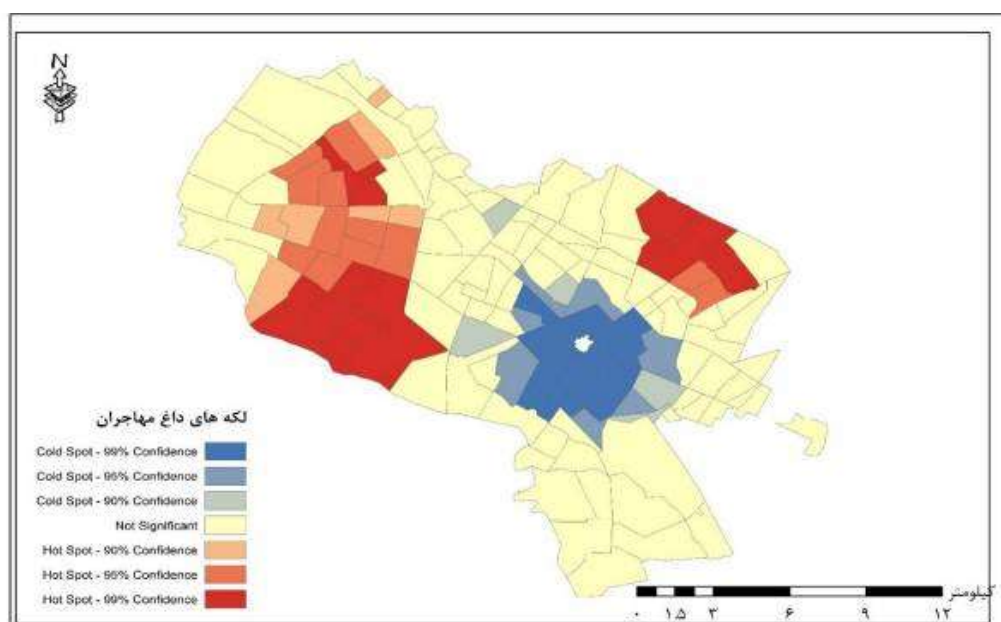 N
لکه های داغ مهاجران
Cold Spot - 99% Confidence
Cold Spot - 95% Confidence
Cold Spot - 90% Confidence
Not Significant
Hot Spot - 90% Confidence
Hot Spot - 95% Confidence
Hot Spot - 99% Confidence
کیلومتر
۰ ۱.۵ ۳ ۶ ۹ ۱۲